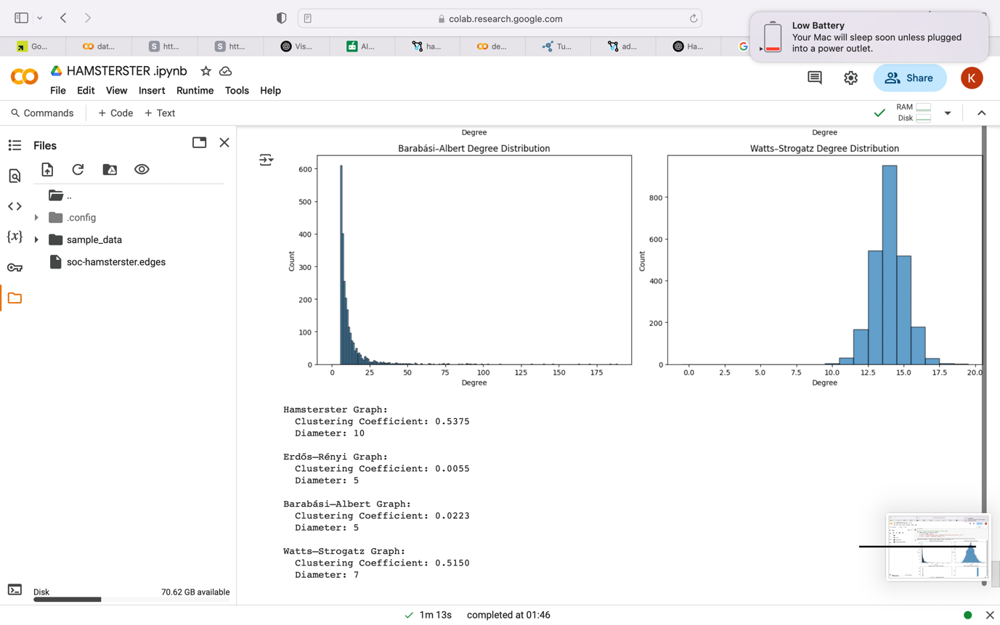 colab.research.google.com
Low Battery
Your Mac will sleep soon unless plugged
into a power outlet.
Go...
dat...
S htt...
S htt...
Vis...
AI...
ha...
de...
Tu...
ad...
Ha...
G
HAMSTERSTER .ipynb
File Edit View Insert Runtime Tools Help
Share
K
Commands
+ Code + Text
RAM
Disk
Files
..
.config
sample_data
soc-hamsterster.edges
{x}
Disk 70.62 GB available
Degree
Degree
Barabási–Albert Degree Distribution
Count
600
500
400
300
200
100
0
0 25 50 75 100 125 150 175
Degree
Watts–Strogatz Degree Distribution
Count
800
600
400
200
0
0.0 2.5 5.0 7.5 10.0 12.5 15.0 17.5 20.0
Degree
Hamsterster Graph:
Clustering Coefficient: 0.5375
Diameter: 10
Erdős–Rényi Graph:
Clustering Coefficient: 0.0055
Diameter: 5
Barabási–Albert Graph:
Clustering Coefficient: 0.0223
Diameter: 5
Watts–Strogatz Graph:
Clustering Coefficient: 0.5150
Diameter: 7
1m 13s completed at 01:46